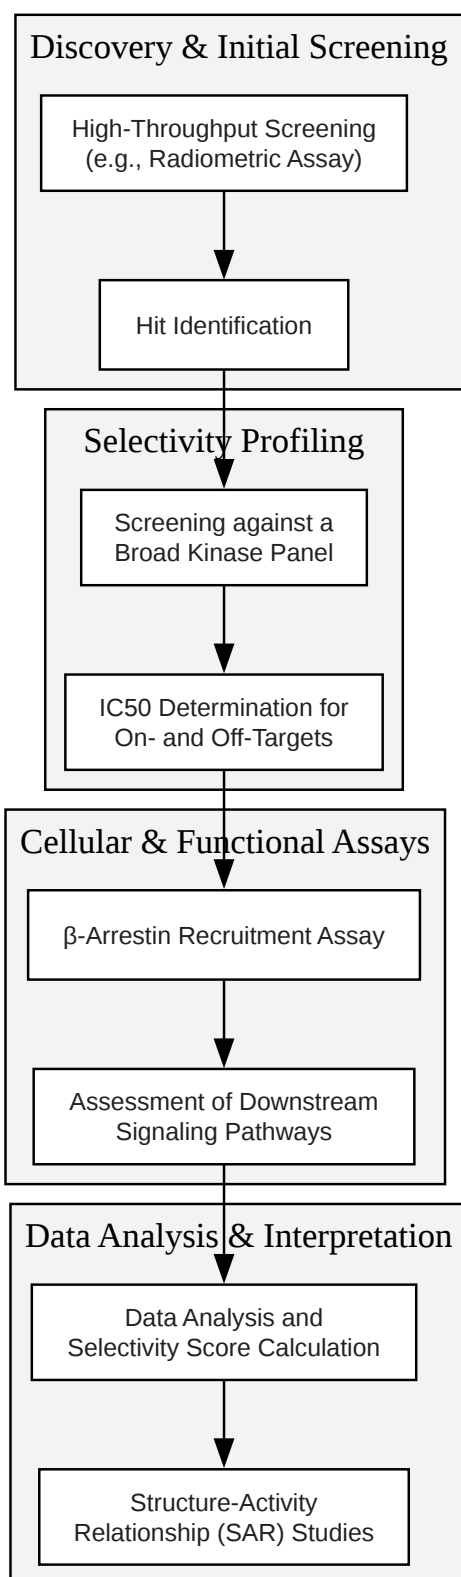 Discovery & Initial Screening
High-Throughput Screening
(e.g., Radiometric Assay)
Hit Identification
Selectivity Profiling
Screening against a
Broad Kinase Panel
IC50 Determination for
On- and Off-Targets
Cellular & Functional Assays
β-Arrestin Recruitment Assay
Assessment of Downstream
Signaling Pathways
Data Analysis & Interpretation
Data Analysis and
Selectivity Score Calculation
Structure-Activity
Relationship (SAR) Studies